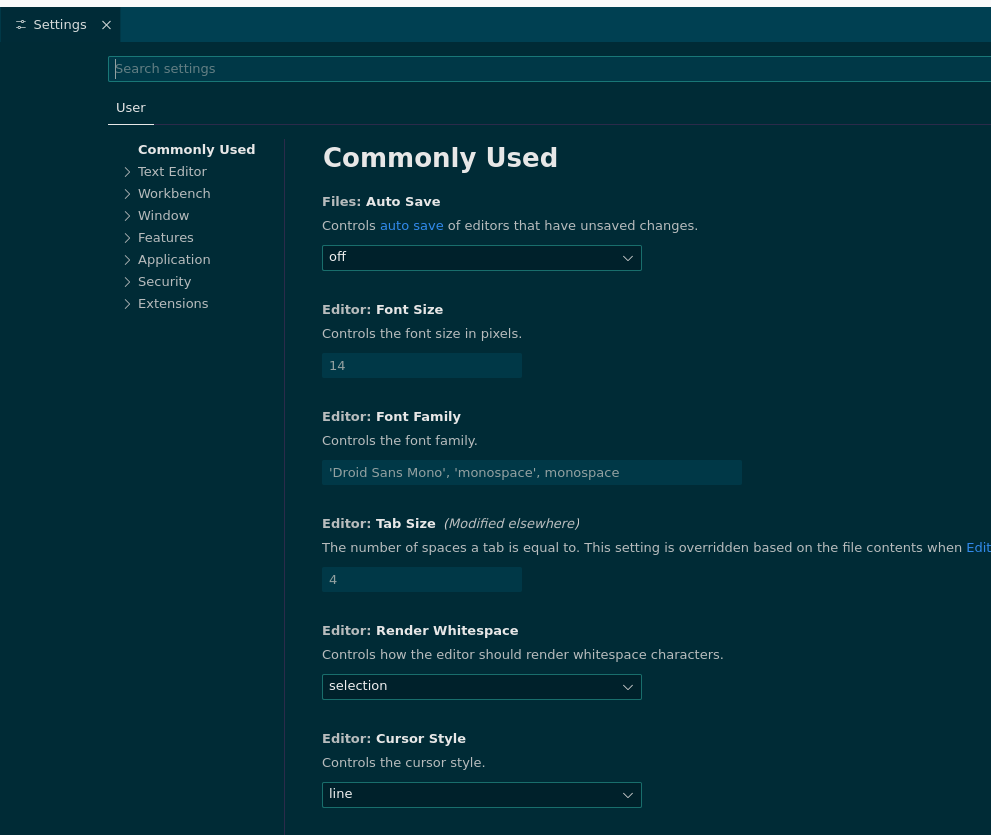 Settings
Search settings
User
Commonly Used
Text Editor
Workbench
Window
Features
Application
Security
Extensions
Commonly Used
Files: Auto Save
Controls auto save of editors that have unsaved changes.
off
Editor: Font Size
Controls the font size in pixels.
14
Editor: Font Family
Controls the font family.
'Droid Sans Mono', 'monospace', monospace
Editor: Tab Size (Modified elsewhere)
The number of spaces a tab is equal to. This setting is overridden based on the file contents when Edit
4
Editor: Render Whitespace
Controls how the editor should render whitespace characters.
selection
Editor: Cursor Style
Controls the cursor style.
line